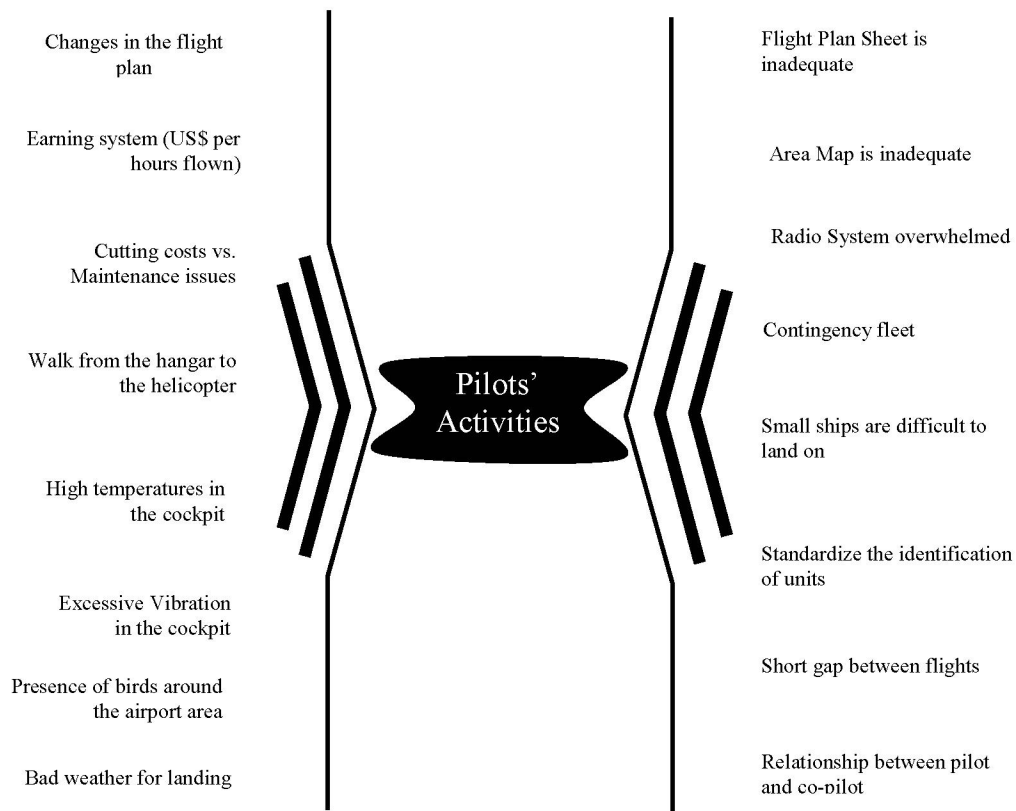 Changes in the flight
plan
Earning system (US$ per
hours flown)
Cutting costs vs.
Maintenance issues
Walk from the hangar to
the helicopter
High temperatures in
the cockpit
Excessive Vibration
in the cockpit
Presence of birds around
the airport area
Bad weather for landing
Pilots’
Activities
Flight Plan Sheet is
inadequate
Area Map is inadequate
Radio System overwhelmed
Contingency fleet
Small ships are difficult to
land on
Standardize the identification
of units
Short gap between flights
Relationship between pilot
and co-pilot